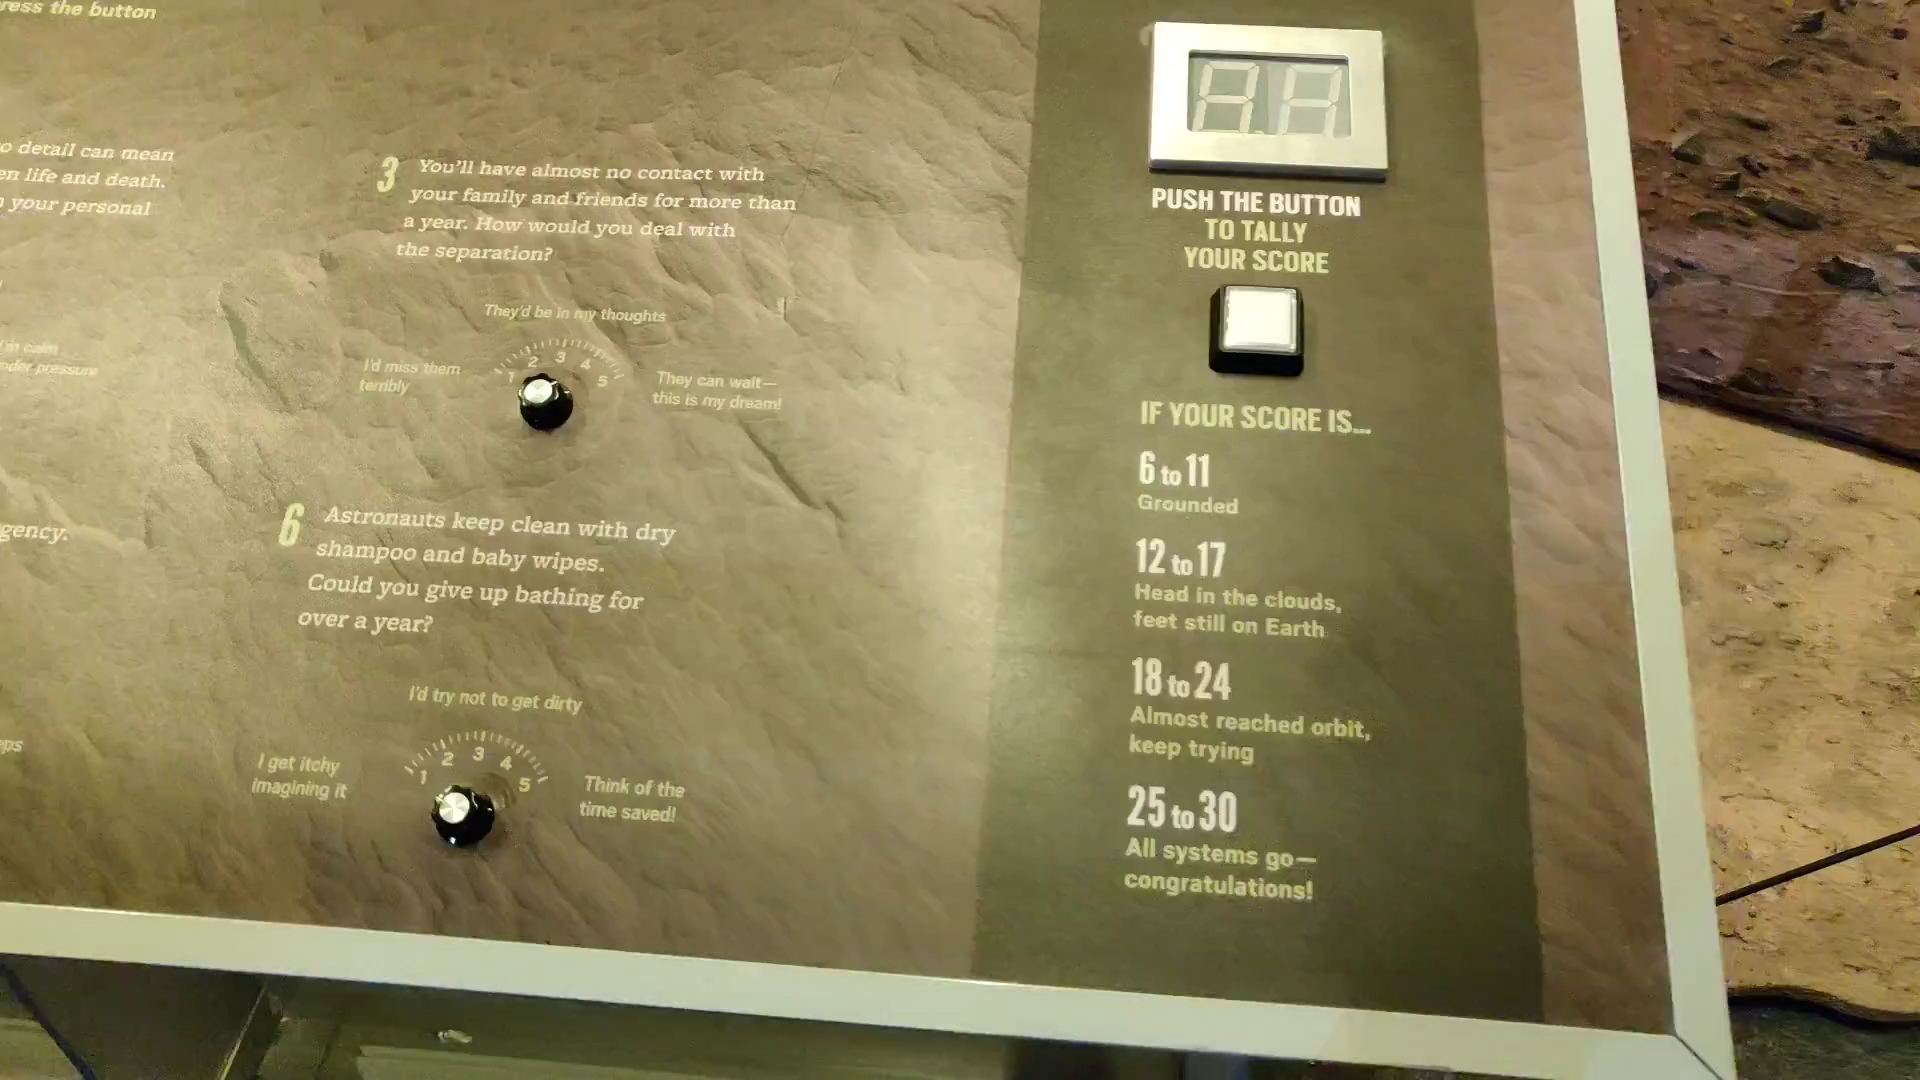 ress the button
o detail can mean
en life and death.
your personal
I'm calm
nder pressure
gency.
3 You'll have almost no contact with
your family and friends for more than
a year. How would you deal with
the separation?
They'd be in my thoughts
I'd miss them
terribly
1 2 3 4 5
They can wait—
this is my dream!
6 Astronauts keep clean with dry
shampoo and baby wipes.
Could you give up bathing for
over a year?
I'd try not to get dirty
I get itchy
imagining it
1 2 3 4 5
Think of the
time saved!
PUSH THE BUTTON
TO TALLY
YOUR SCORE
IF YOUR SCORE IS...
6 to 11
Grounded
12 to 17
Head in the clouds,
feet still on Earth
18 to 24
Almost reached orbit,
keep trying
25 to 30
All systems go—
congratulations!